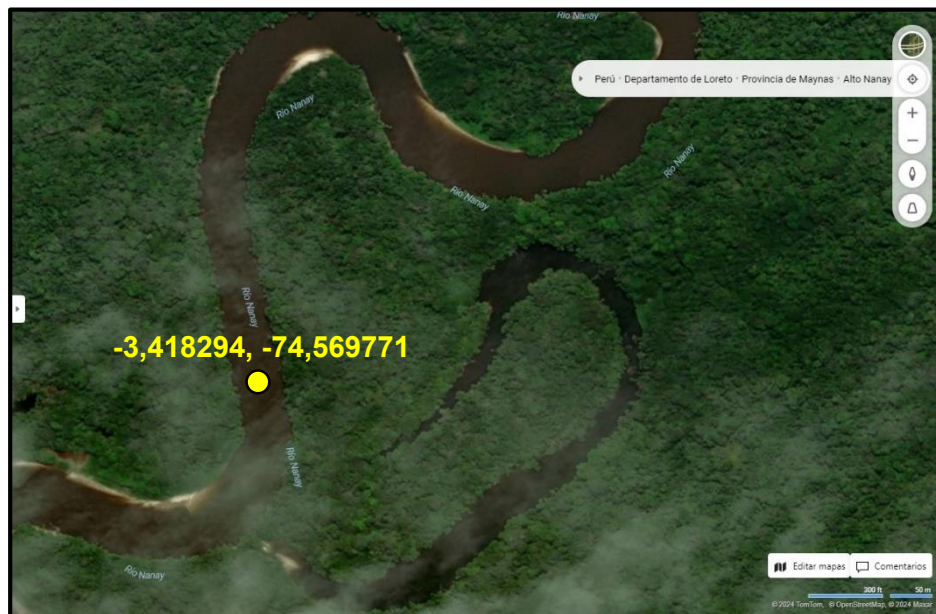 Río Nanay
Perú · Departamento de Loreto · Provincia de Maynas · Alto Nanay
Río Nanay
Río Nanay
Río Nanay
Río Nanay
-3,418294, -74,569771
Río Nanay
Río Nanay
Editar mapas
Comentarios
300 ft
50 m
© 2024 TomTom, © OpenStreetMap, © 2024 Maxar